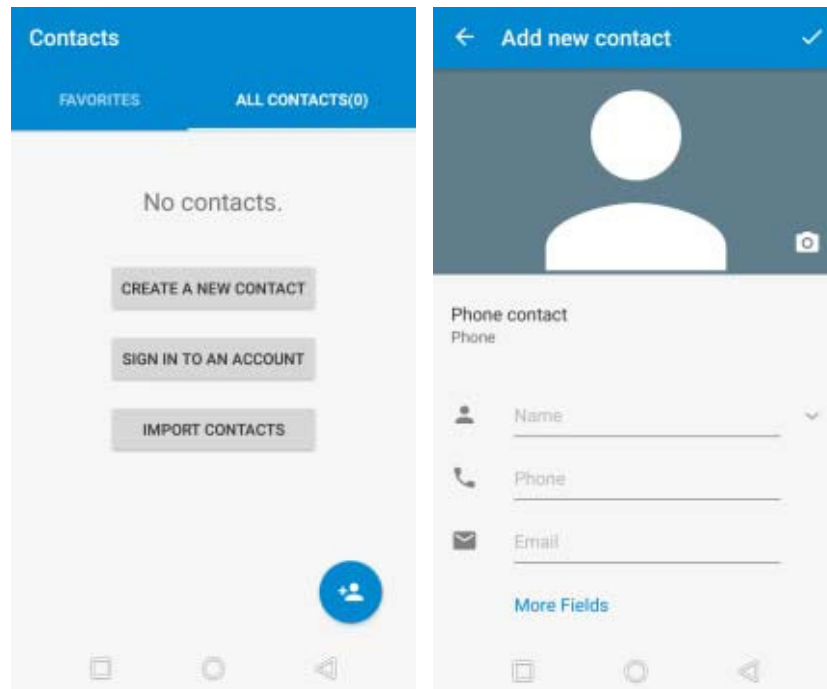 Contacts
FAVORITES ALL CONTACTS(0)
No contacts.
CREATE A NEW CONTACT
SIGN IN TO AN ACCOUNT
IMPORT CONTACTS
Add new contact
Phone contact
Phone
Name
Phone
Email
More Fields